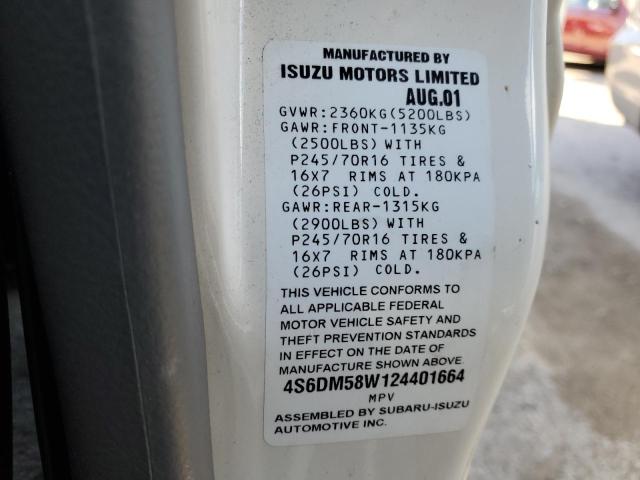 MANUFACTURED BY
ISUZU MOTORS LIMITED
AUG.01
GVWR:2360KG(5200LBS)
GAWR:FRONT-1135KG
(2500LBS) WITH
P245/70R16 TIRES &
16X7 RIMS AT 180KPA
(26PSI) COLD.
GAWR:REAR-1315KG
(2900LBS) WITH
P245/70R16 TIRES &
16X7 RIMS AT 180KPA
(26PSI) COLD.
THIS VEHICLE CONFORMS TO
ALL APPLICABLE FEDERAL
MOTOR VEHICLE SAFETY AND
THEFT PREVENTION STANDARDS
IN EFFECT ON THE DATE OF
MANUFACTURE SHOWN ABOVE.
4S6DM58W124401664
MPV
ASSEMBLED BY SUBARU-ISUZU
AUTOMOTIVE INC.